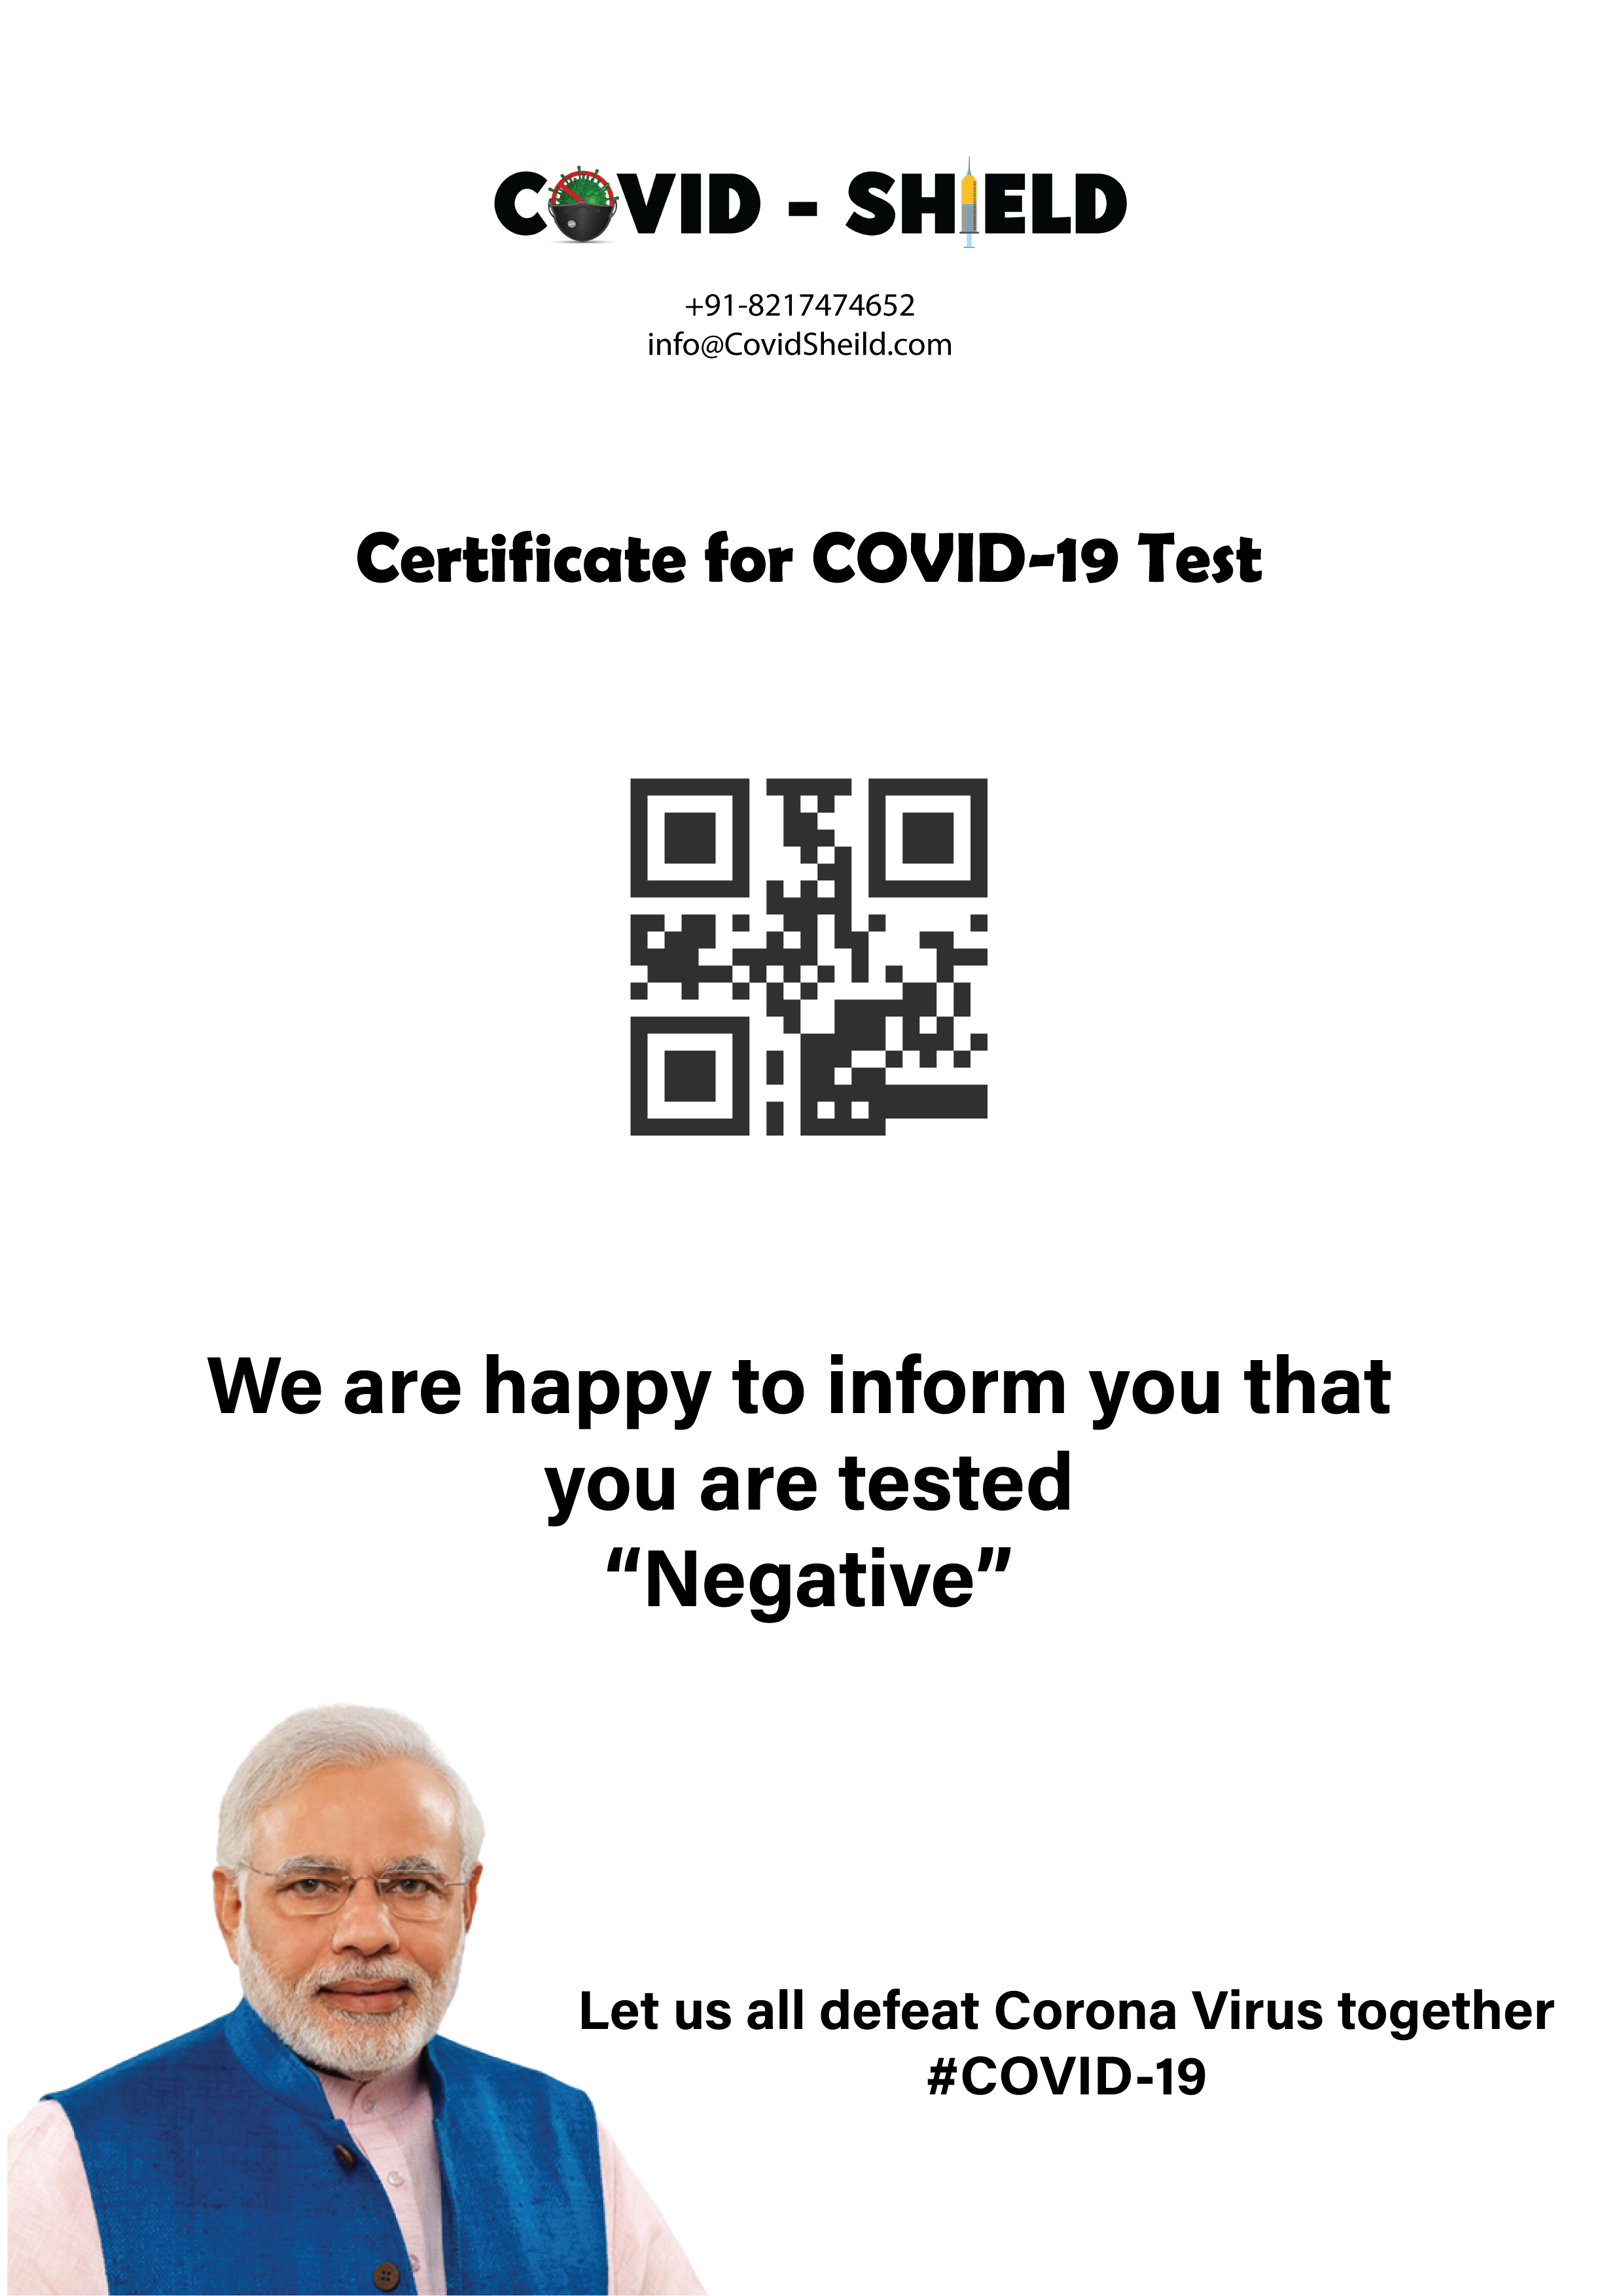 COVID - SHIELD
+91-8217474652
info@CovidSheild.com
Certificate for COVID-19 Test
We are happy to inform you that
you are tested
“Negative”
Let us all defeat Corona Virus together
#COVID-19